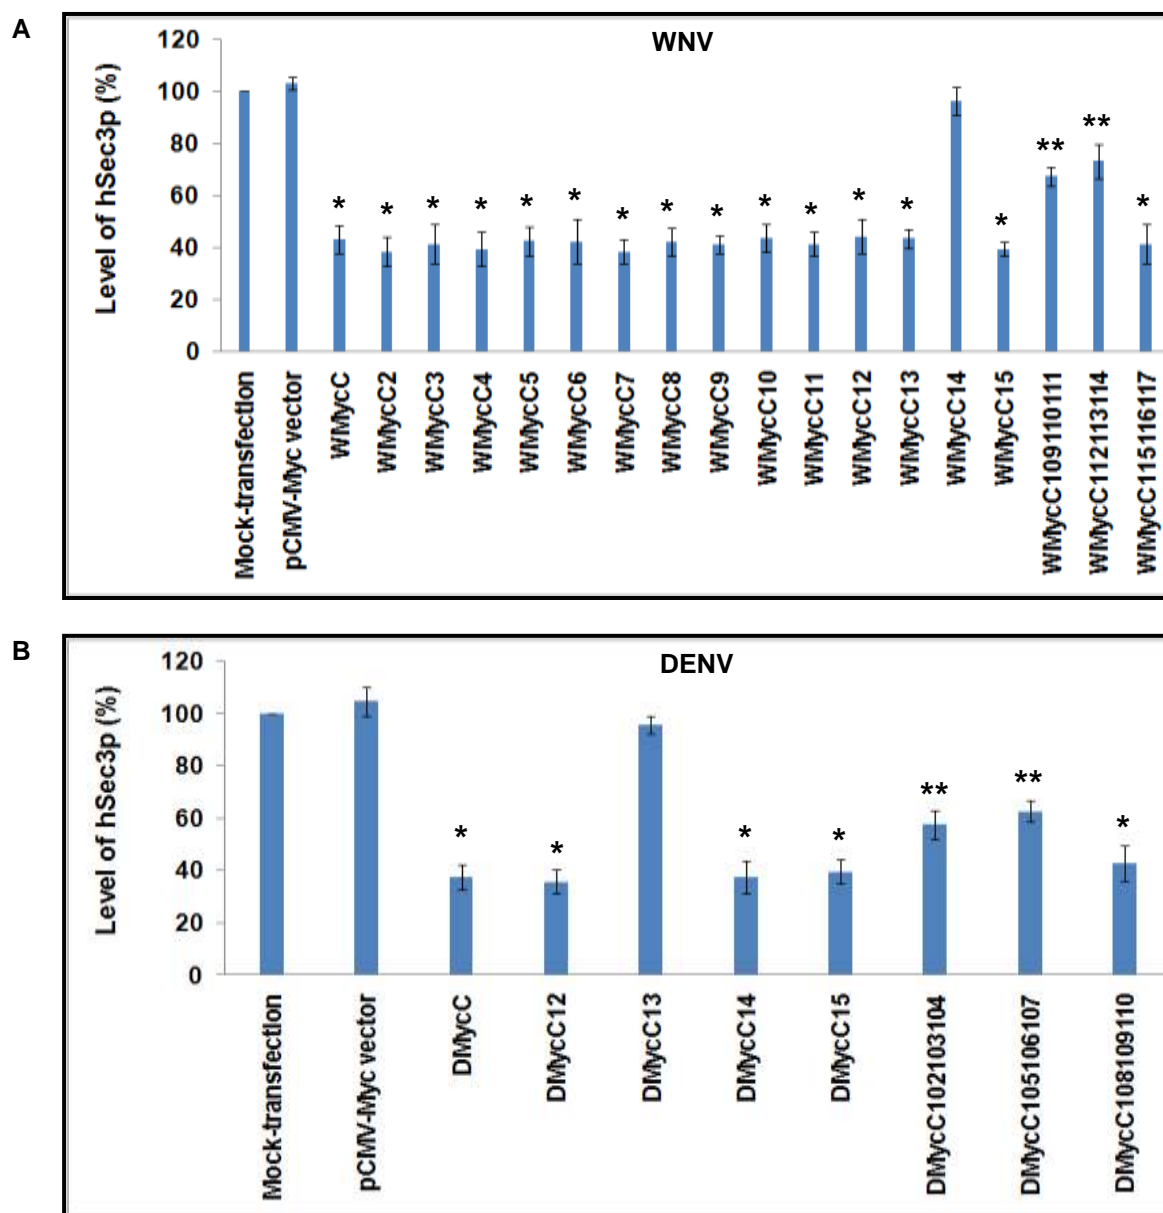 A
WNV
Level of hSec3p (%)
120
100
80
60
40
20
0
* * * * * * * * * * * * * * ** ** *
Mock-transfection
pCMV-Myc vector
WMycC
WMycC2
WMycC3
WMycC4
WMycC5
WMycC6
WMycC7
WMycC8
WMycC9
WMycC10
WMycC11
WMycC12
WMycC13
WMycC14
WMycC15
WMycC109110111
WMycC112113114
WMycC115116117
B
DENV
Level of hSec3p (%)
120
100
80
60
40
20
0
* * * * ** ** *
Mock-transfection
pCMV-Myc vector
DMycC
DMycC12
DMycC13
DMycC14
DMycC15
DMycC102103104
DMycC105106107
DMycC108109110